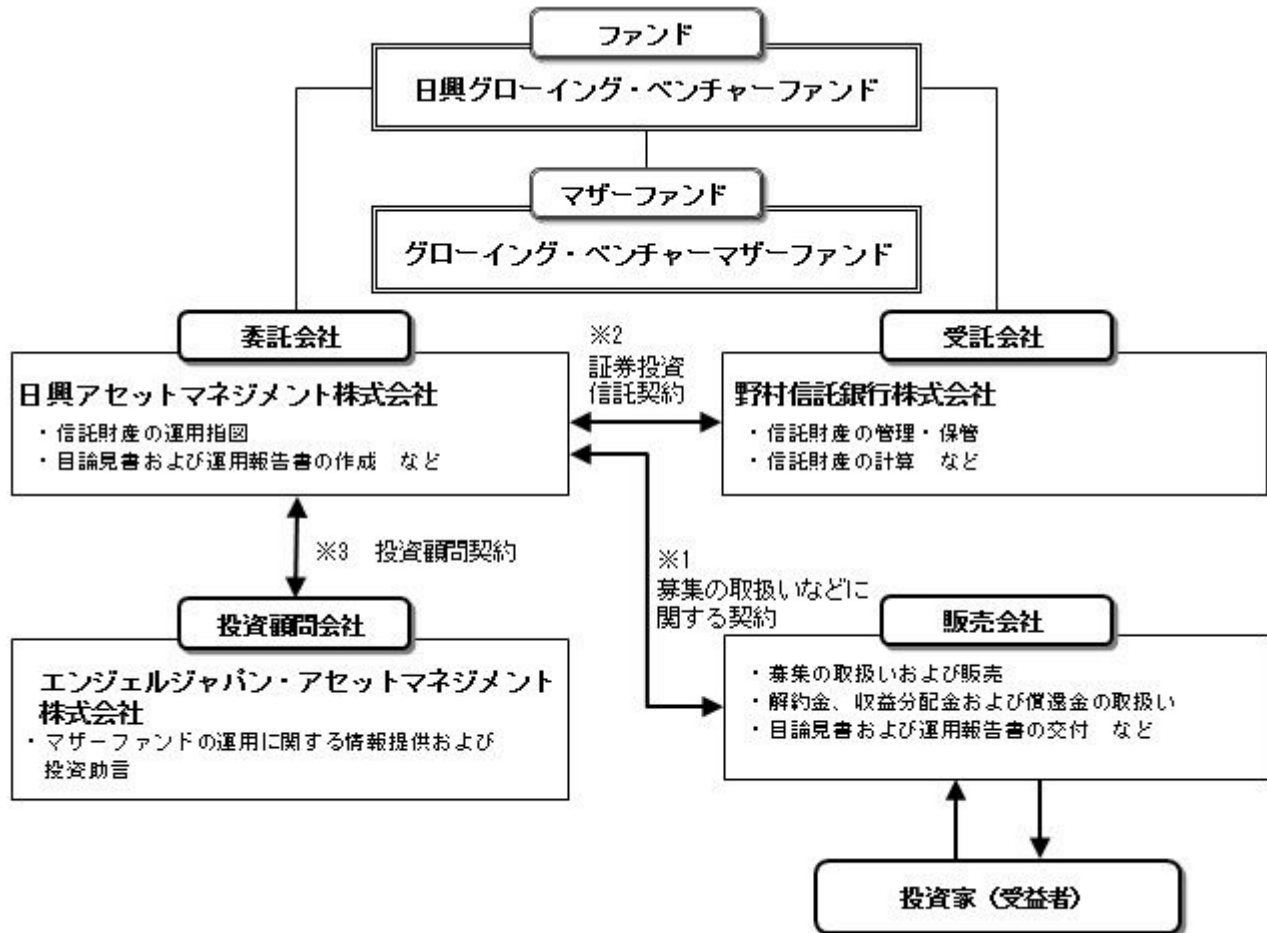 ファンド
日興グローイング・ベンチャーファンド
マザーファンド
グローイング・ベンチャーマザーファンド
委託会社
日興アセットマネジメント株式会社
・信託財産の運用指図
・目論見書および運用報告書の作成　など
※2
証券投資
信託契約
受託会社
野村信託銀行株式会社
・信託財産の管理・保管
・信託財産の計算　など
※3　投資顧問契約
※1
募集の取扱いなどに
関する契約
投資顧問会社
エンジェルジャパン・アセットマネジメント
株式会社
・マザーファンドの運用に関する情報提供および
投資助言
販売会社
・募集の取扱いおよび販売
・解約金、収益分配金および償還金の取扱い
・目論見書および運用報告書の交付　など
投資家（受益者）